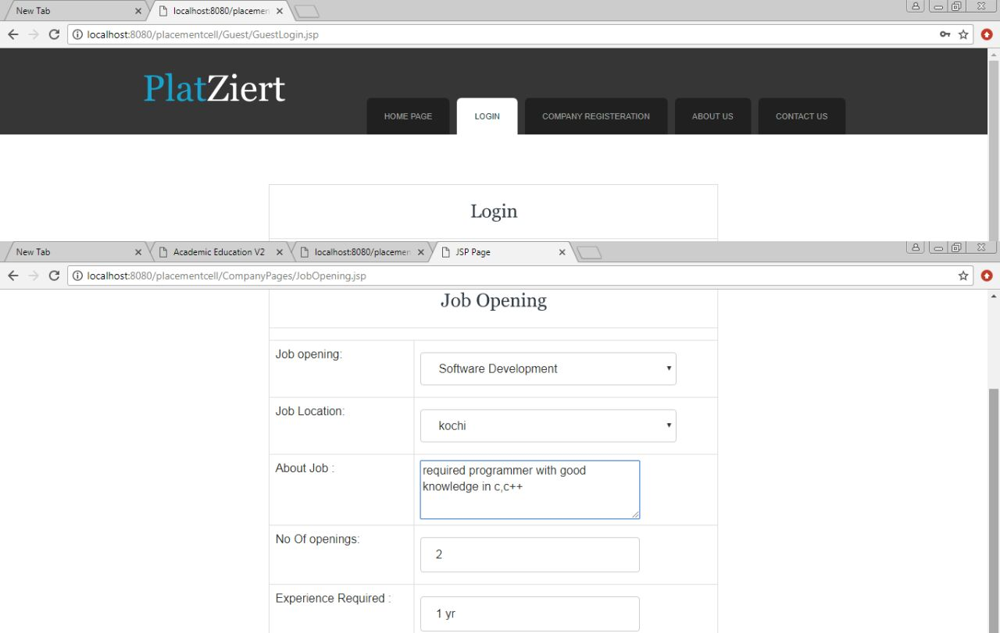 New Tab
localhost:8080/placemen
localhost:8080/placementcell/Guest/GuestLogin.jsp
PlatZiert
HOME PAGE
LOGIN
COMPANY REGISTERATION
ABOUT US
CONTACT US
Login
New Tab
Academic Education V2
localhost:8080/placemen
JSP Page
localhost:8080/placementcell/CompanyPages/JobOpening.jsp
Job Opening
Job opening:
Software Development
Job Location:
kochi
About Job :
required programmer with good
knowledge in c,c++
No Of openings:
2
Experience Required :
1 yr